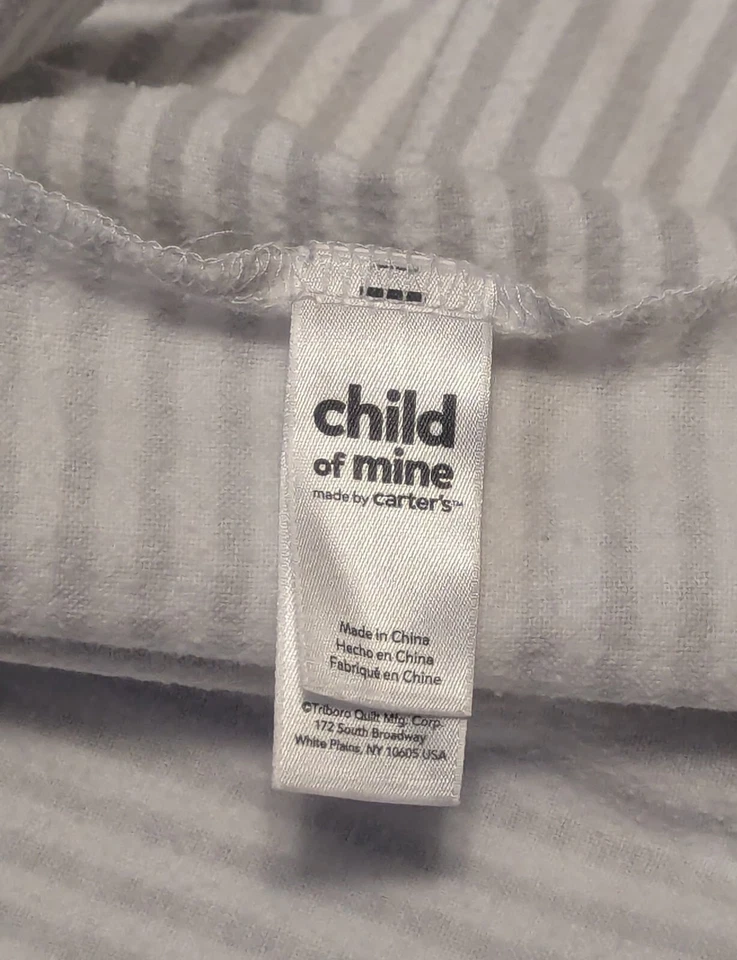 child
of mine
made by carter's™
Made in China
Hecho en China
Fabriqué en Chine
©Triboro Quilt Mfg. Corp.
172 South Broadway
White Plains, NY 10605 USA